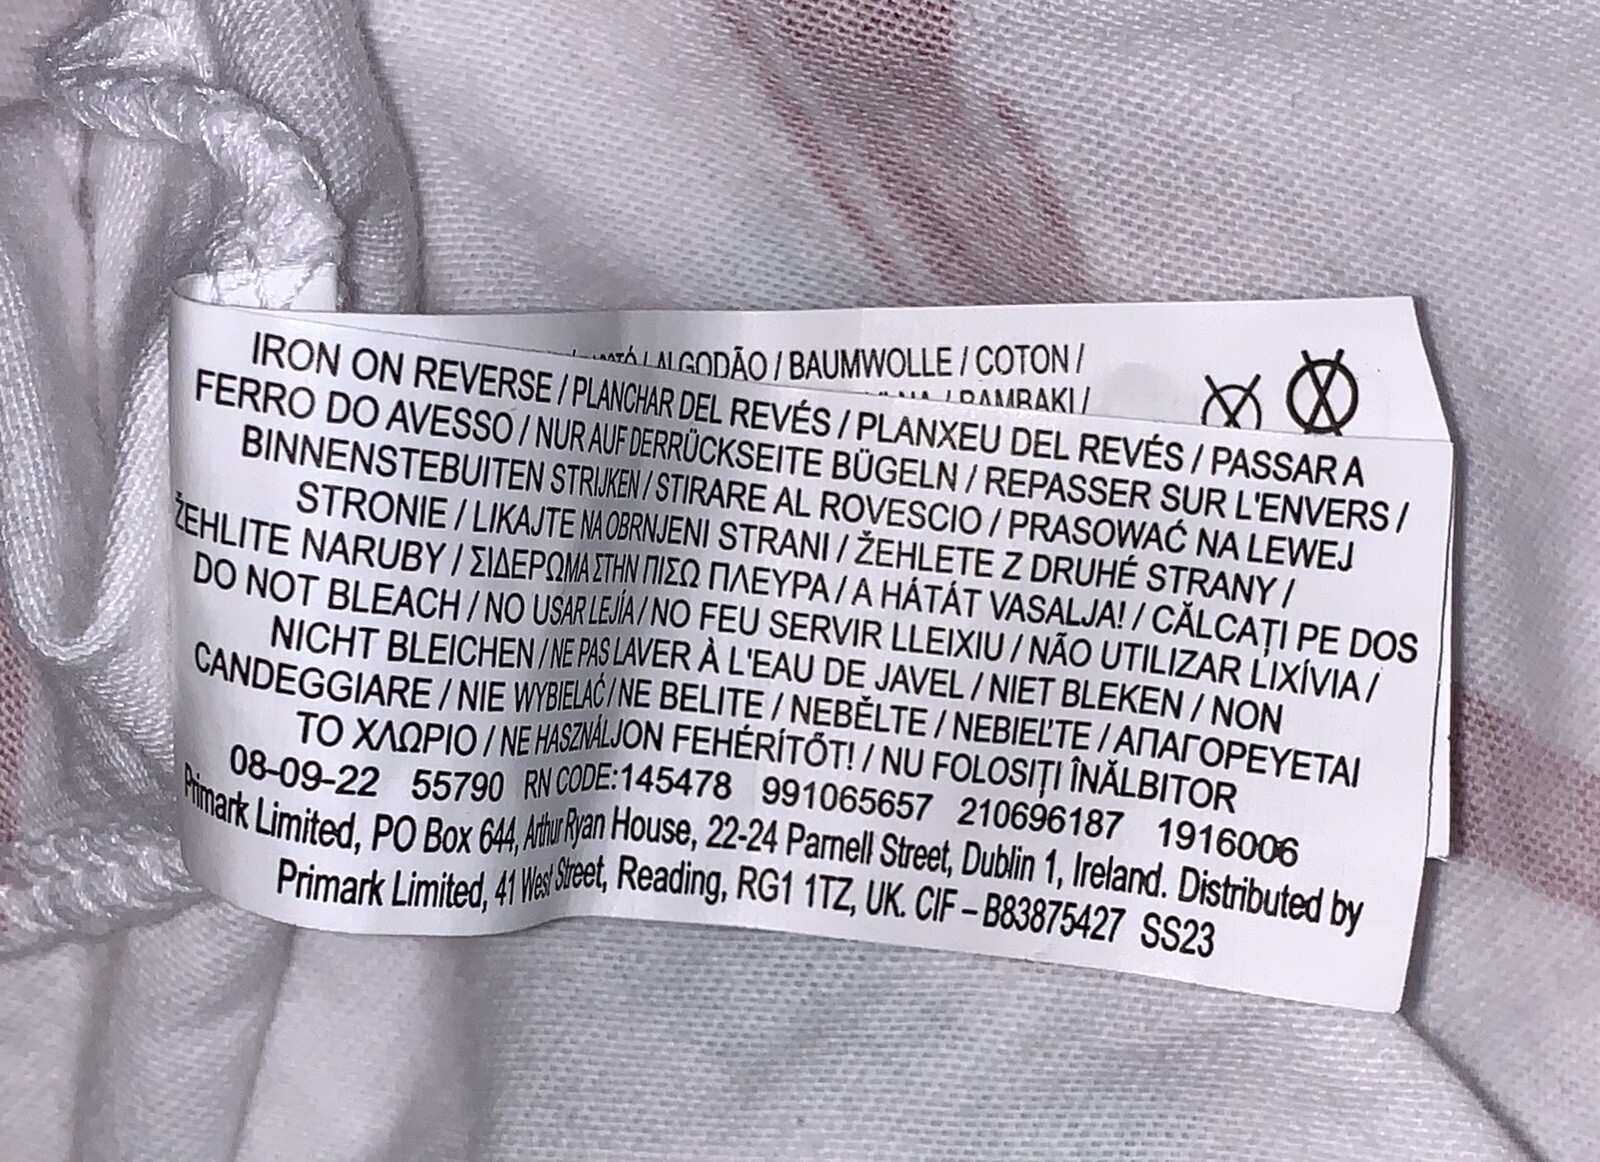 ALGODÃO / BAUMWOLLE / COTON /
/ BAMBAKI /
IRON ON REVERSE / PLANCHAR DEL REVÉS / PLANXEU DEL REVÉS / PASSAR A
FERRO DO AVESSO / NUR AUF DERRÜCKSEITE BÜGELN / REPASSER SUR L'ENVERS /
BINNENSTEBUITEN STRIJKEN / STIRARE AL ROVESCIO / PRASOWAĆ NA LEWEJ
STRONIE / LIKAJTE NA OBRNJENI STRANI / ŽEHLETE Z DRUHÉ STRANY /
ŽEHLITE NARUBY / ΣΙΔΕΡΩΜΑ ΣΤΗΝ ΠΙΣΩ ΠΛΕΥΡΑ / A HÁTÁT VASALJA! / CĂLCAȚI PE DOS
DO NOT BLEACH / NO USAR LEJÍA / NO FEU SERVIR LLEIXIU / NÃO UTILIZAR LIXÍVIA /
NICHT BLEICHEN / NE PAS LAVER À L'EAU DE JAVEL / NIET BLEKEN / NON
CANDEGGIARE / NIE WYBIELAĆ / NE BELITE / NEBĚLTE / NEBIEĽTE / ΑΠΑΓΟΡΕΥΕΤΑΙ
ΤΟ ΧΛΩΡΙΟ / NE HASZNÁLJON FEHÉRÍTŐT! / NU FOLOSIȚI ÎNĂLBITOR
08-09-22 55790 RN CODE:145478 991065657 210696187 1916006
Primark Limited, PO Box 644, Arthur Ryan House, 22-24 Parnell Street, Dublin 1, Ireland. Distributed by
Primark Limited, 41 West Street, Reading, RG1 1TZ, UK. CIF – B83875427 SS23